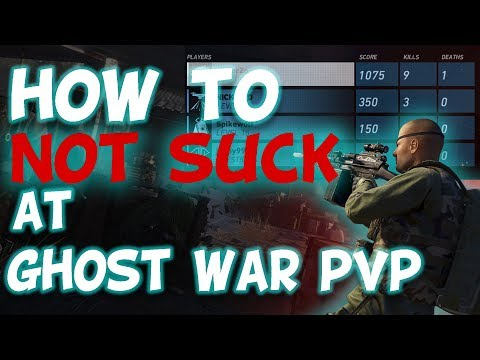 PLAYERS SCORE KILLS DEATHS
1075 9 1
350 3 0
150 0
HOW TO
NOT SUCK
AT
GHOST WAR PVP